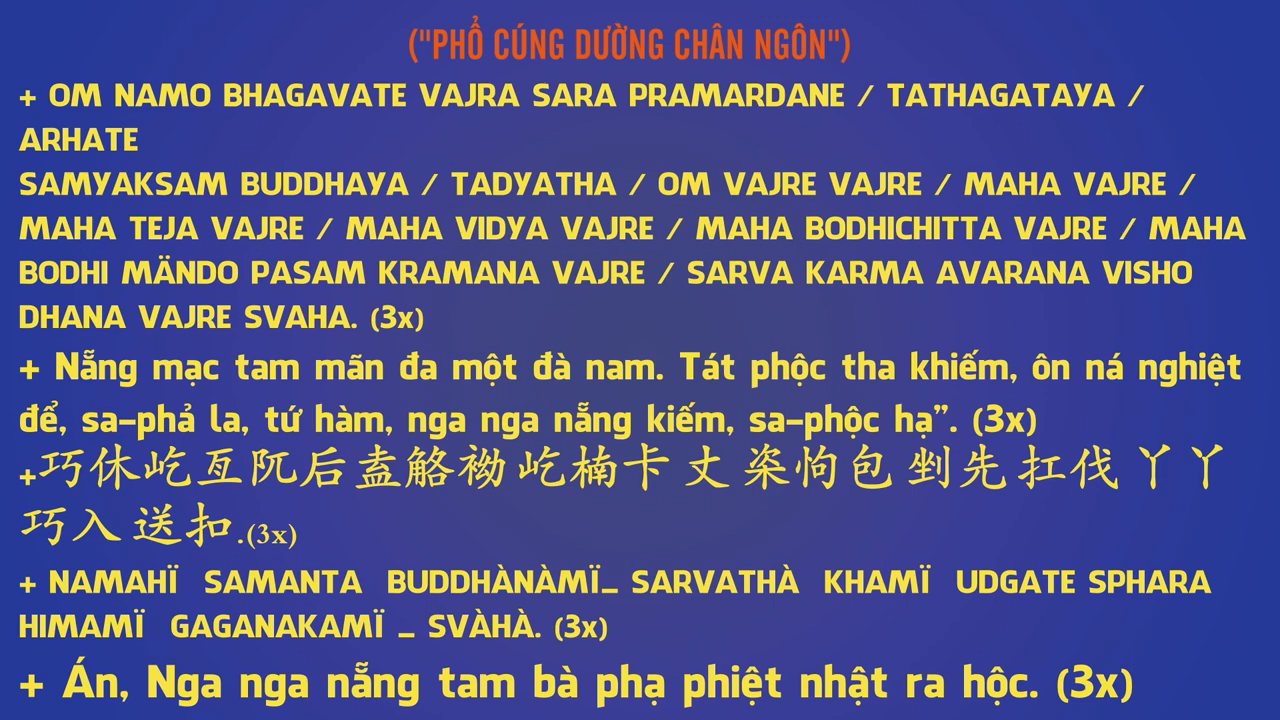 ("PHỔ CÚNG DƯỜNG CHÂN NGÔN")
+ OM NAMO BHAGAVATE VAJRA SARA PRAMARDANE / TATHAGATAYA /
ARHATE
SAMYAKSAM BUDDHAYA / TADYATHA / OM VAJRE VAJRE / MAHA VAJRE /
MAHA TEJA VAJRE / MAHA VIDYA VAJRE / MAHA BODHICHITTA VAJRE / MAHA
BODHI MÄNDO PASAM KRAMANA VAJRE / SARVA KARMA AVARANA VISHO
DHANA VAJRE SVAHA. (3x)
+ Nẵng mạc tam mãn đa một đà nam. Tát phộc tha khiếm, ôn ná nghiệt
để, sa-phả la, tứ hàm, nga nga nẵng kiếm, sa-phộc hạ”. (3x)
+巧休屹亙阢后盍觡袎屹楠卡丈楶怐包剉先扛伐丫丫
巧入送扣.(3x)
+ NAMAHÏ SAMANTA BUDDHÀNÀMÏ_ SARVATHÀ KHAMÏ UDGATE SPHARA
HIMAMÏ GAGANAKAMÏ _ SVÀHÀ. (3x)
+ Án, Nga nga nẵng tam bà phạ phiệt nhật ra hộc. (3x)